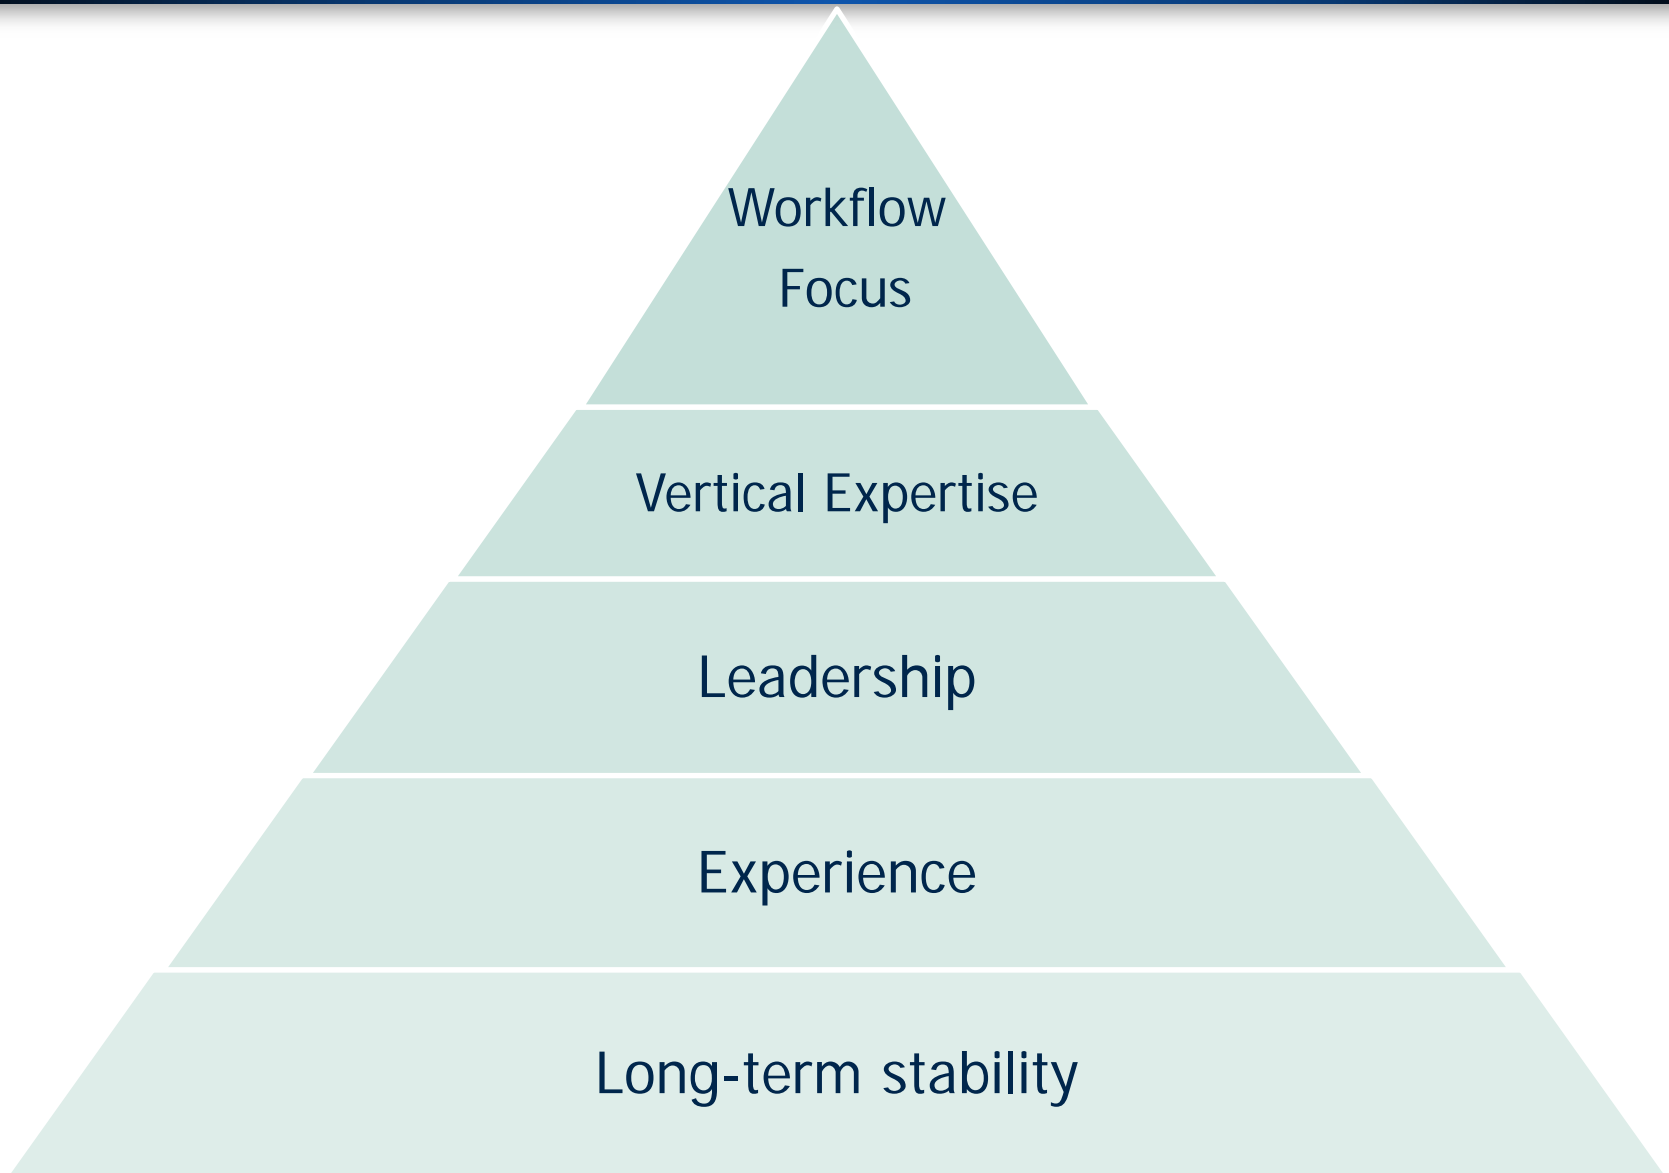 Workflow
Focus
Vertical Expertise
Leadership
Experience
Long-term stability